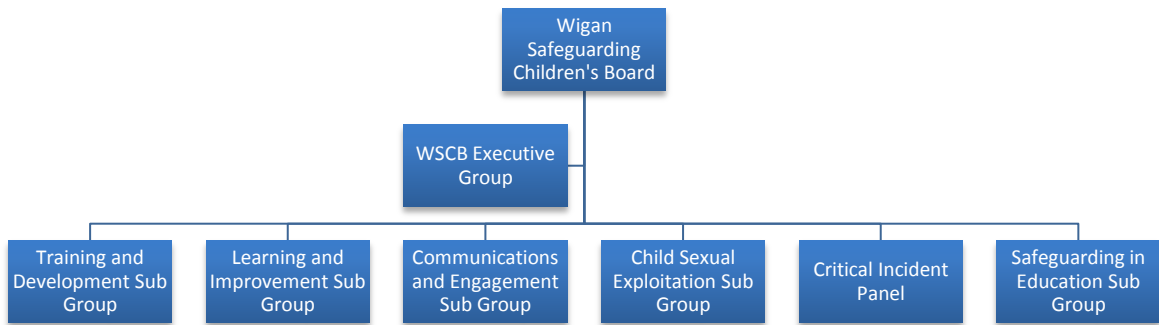 Wigan
Safeguarding
Children's Board
WSCB Executive
Group
Training and
Development Sub
Group
Learning and
Improvement Sub
Group
Communications
and Engagement
Sub Group
Child Sexual
Exploitation Sub
Group
Critical Incident
Panel
Safeguarding in
Education Sub
Group